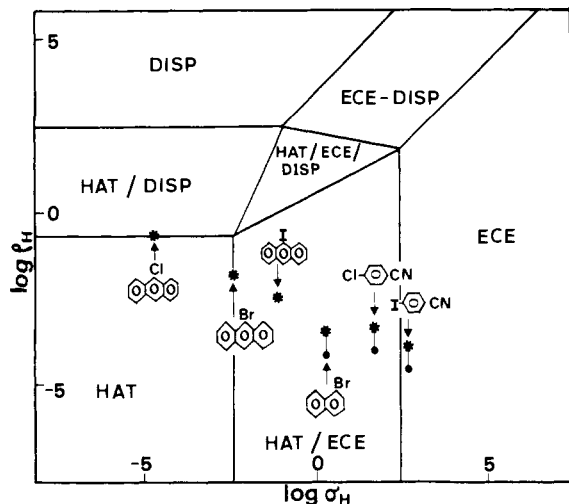 5
DISP
ECE-DISP
HAT/ECE/
DISP
HAT / DISP
0
log ρH
I
ECE
Cl
Cl CN
I CN
Br
Br
-5
HAT
HAT / ECE
-5 0 5
log σH